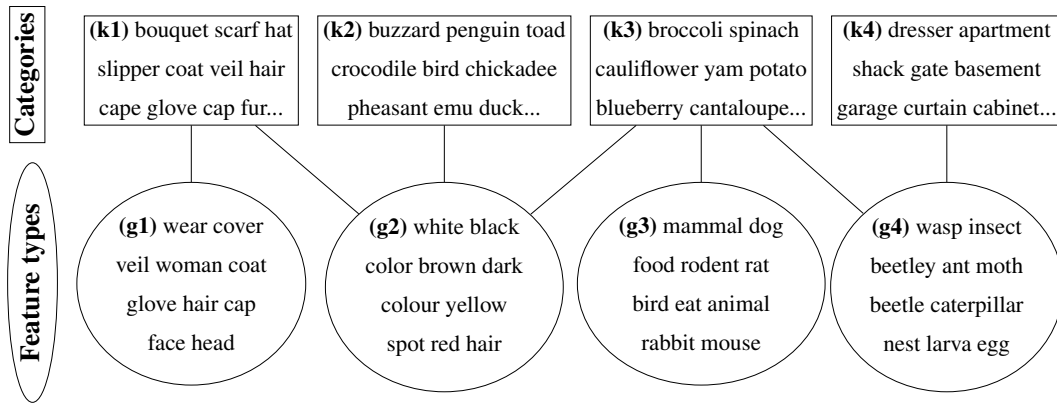 Categories
(k1) bouquet scarf hat
slipper coat veil hair
cape glove cap fur...
(k2) buzzard penguin toad
crocodile bird chickadee
pheasant emu duck...
(k3) broccoli spinach
cauliflower yam potato
blueberry cantaloupe...
(k4) dresser apartment
shack gate basement
garage curtain cabinet...
Feature types
(g1) wear cover
veil woman coat
glove hair cap
face head
(g2) white black
color brown dark
colour yellow
spot red hair
(g3) mammal dog
food rodent rat
bird eat animal
rabbit mouse
(g4) wasp insect
beetley ant moth
beetle caterpillar
nest larva egg